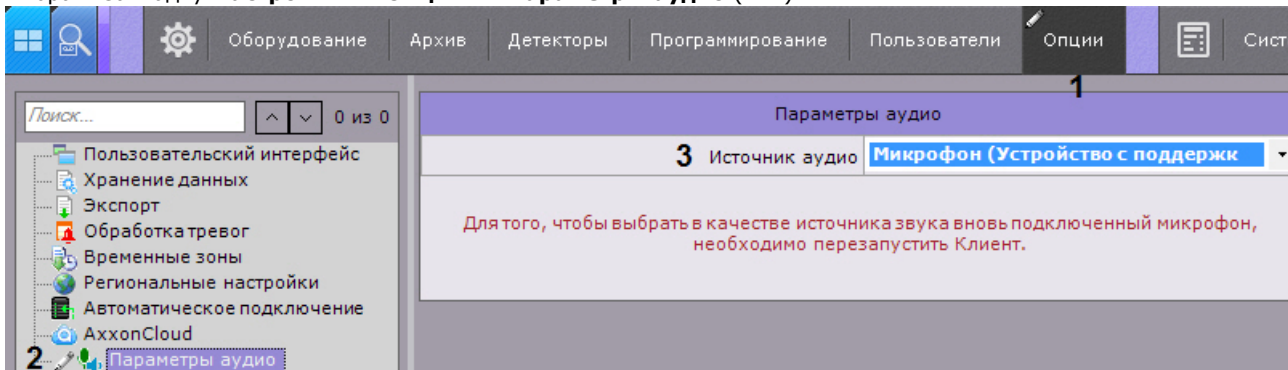 Оборудование Архив Детекторы Программирование Пользователи Опции Сист
1
Поиск... 0 из 0
Пользовательский интерфейс
Хранение данных
Экспорт
Обработка тревог
Временные зоны
Региональные настройки
Автоматическое подключение
AxxonCloud
2 Параметры аудио
Параметры аудио
3 Источник аудио Микрофон (Устройство с поддержк
Для того, чтобы выбрать в качестве источника звука вновь подключенный микрофон,
необходимо перезапустить Клиент.